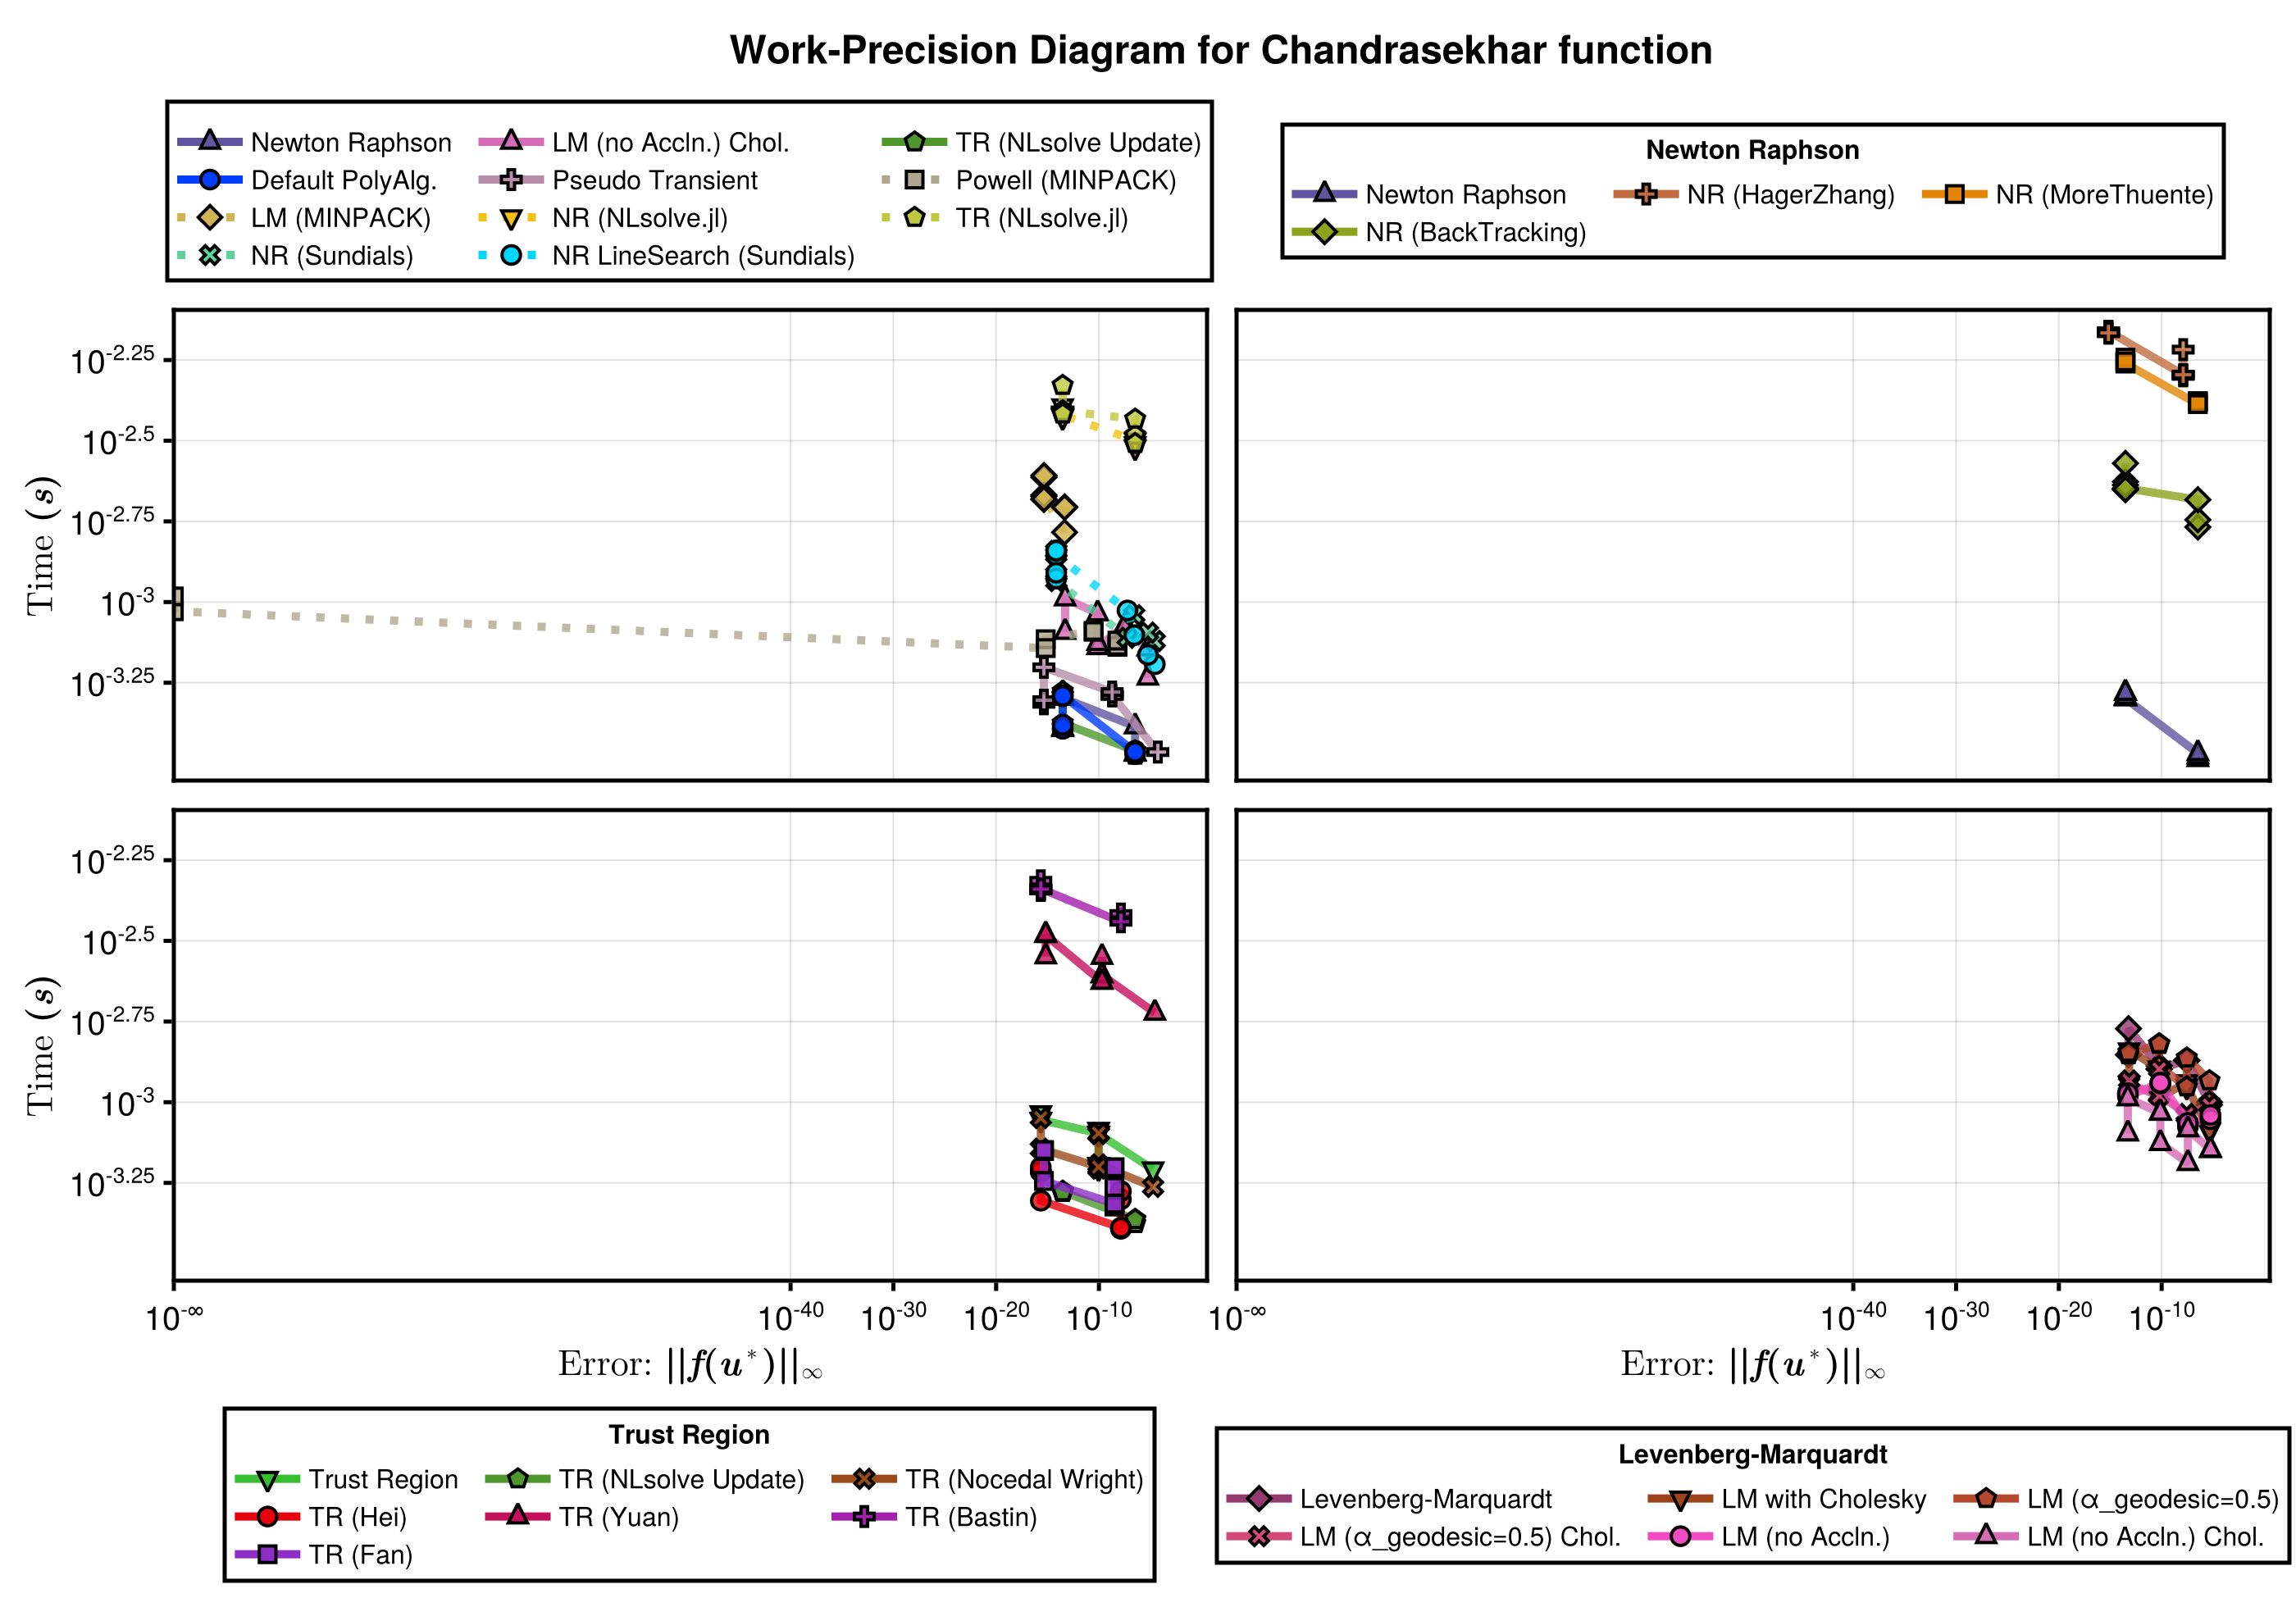 Work-Precision Diagram for Chandrasekhar function
Newton Raphson LM (no Accln.) Chol. TR (NLsolve Update)
Default PolyAlg. Pseudo Transient Powell (MINPACK)
LM (MINPACK) NR (NLsolve.jl) TR (NLsolve.jl)
NR (Sundials) NR LineSearch (Sundials)
Newton Raphson
Newton Raphson NR (HagerZhang) NR (MoreThuente)
NR (BackTracking)
10^-2.25
10^-2.5
10^-2.75
10^-3
10^-3.25
Time (s)
10^-2.25
10^-2.5
10^-2.75
10^-3
10^-3.25
Time (s)
10^-∞ 10^-40 10^-30 10^-20 10^-10 10^-∞ 10^-40 10^-30 10^-20 10^-10
Error: ||f(u*)||∞ Error: ||f(u*)||∞
Trust Region
Trust Region TR (NLsolve Update) TR (Nocedal Wright)
TR (Hei) TR (Yuan) TR (Bastin)
TR (Fan)
Levenberg-Marquardt
Levenberg-Marquardt LM with Cholesky LM (α_geodesic=0.5)
LM (α_geodesic=0.5) Chol. LM (no Accln.) LM (no Accln.) Chol.